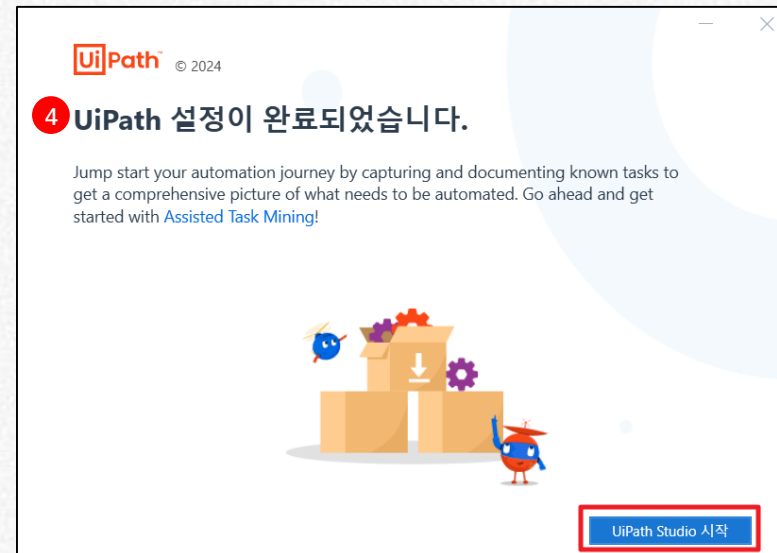 UiPath™ © 2024
4 UiPath 설정이 완료되었습니다.
Jump start your automation journey by capturing and documenting known tasks to
get a comprehensive picture of what needs to be automated. Go ahead and get
started with Assisted Task Mining!
UiPath Studio 시작